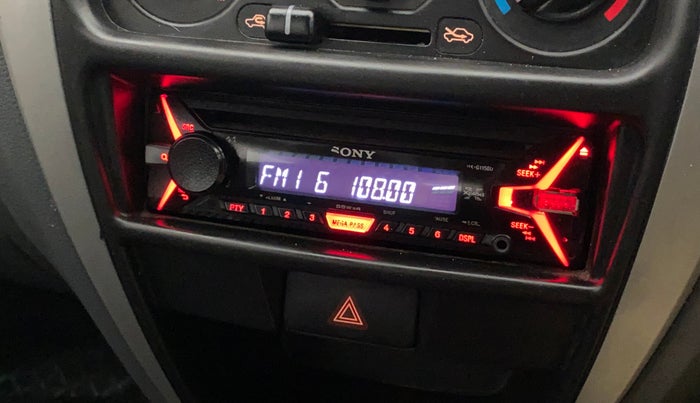 SONY
FM1 6 108.00
SEEK+
SEEK-
PTY 1 2 3 MEGA BASS 4 5 6 DSPL